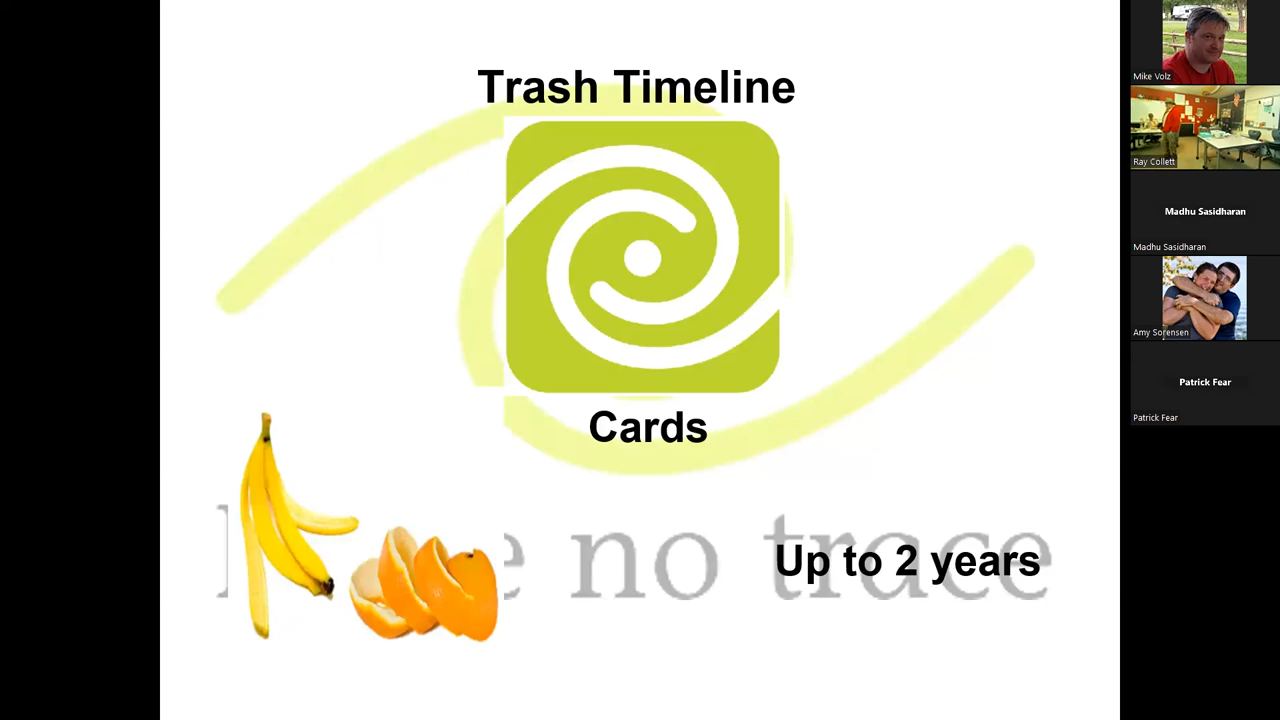 Trash Timeline
Cards
e no trace
Up to 2 years
Mike Volz
Ray Collett
Madhu Sasidharan
Madhu Sasidharan
Amy Sorensen
Patrick Fear
Patrick Fear